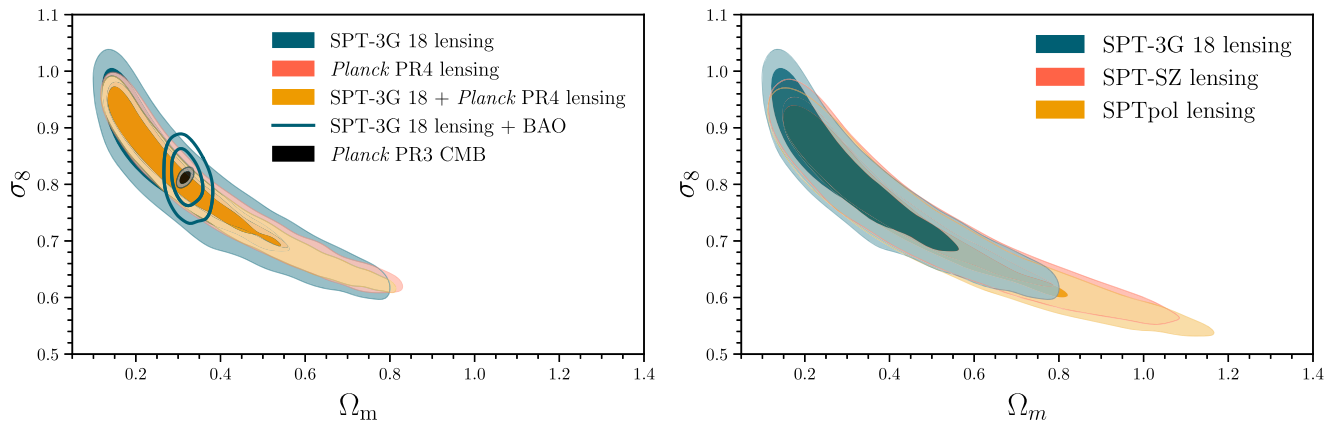 1.1
1.0
0.9
0.8
0.7
0.6
0.5
σ8
0.2 0.4 0.6 0.8 1.0 1.2 1.4
Ωm
SPT-3G 18 lensing
Planck PR4 lensing
SPT-3G 18 + Planck PR4 lensing
SPT-3G 18 lensing + BAO
Planck PR3 CMB
1.1
1.0
0.9
0.8
0.7
0.6
0.5
σ8
0.2 0.4 0.6 0.8 1.0 1.2 1.4
Ωm
SPT-3G 18 lensing
SPT-SZ lensing
SPTpol lensing